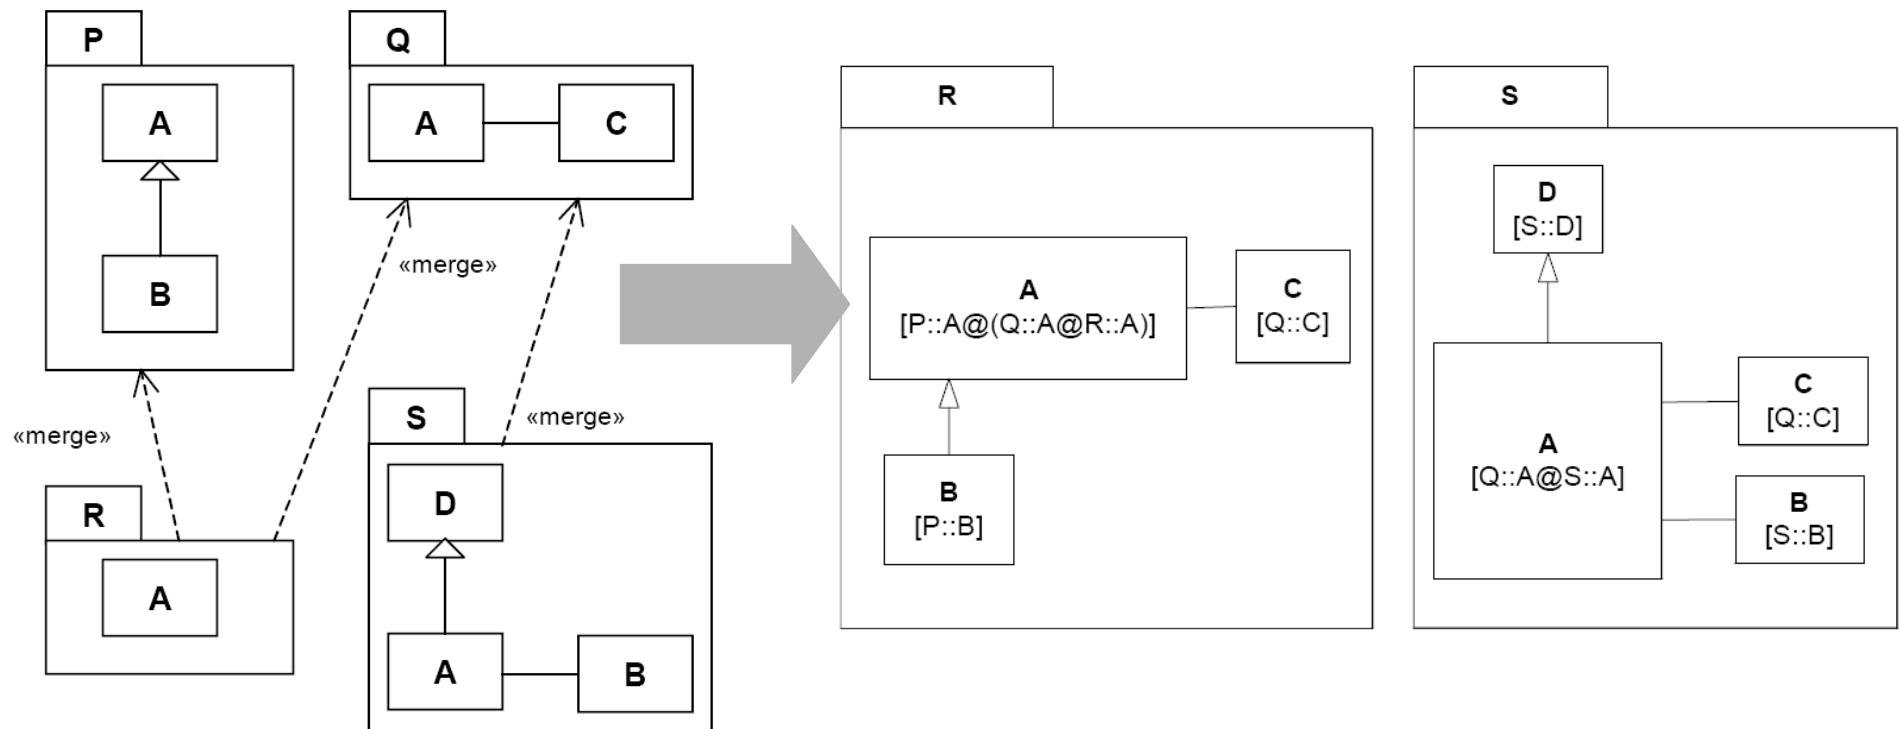 P
A
B
«merge»
R
A
Q
A
C
«merge»
«merge»
S
D
A
B
R
A
[P::A@(Q::A@R::A)]
C
[Q::C]
B
[P::B]
S
D
[S::D]
A
[Q::A@S::A]
C
[Q::C]
B
[S::B]